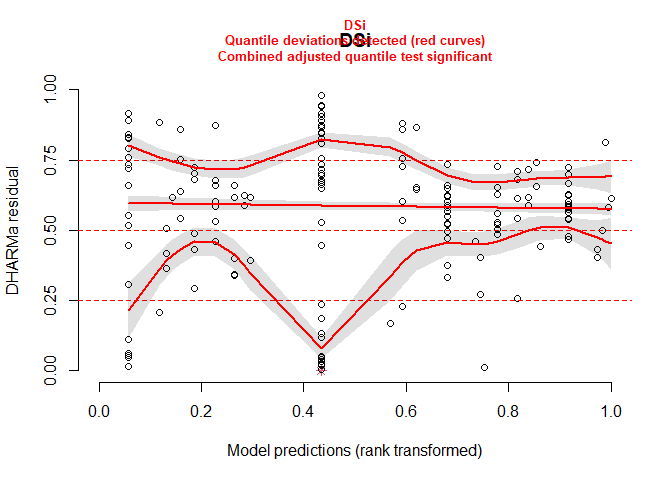 DSi
DSi
Quantile deviations detected (red curves)
Combined adjusted quantile test significant
DHARMa residual
1.00
0.75
0.50
0.25
0.00
0.0
0.2
0.4
0.6
0.8
1.0
Model predictions (rank transformed)